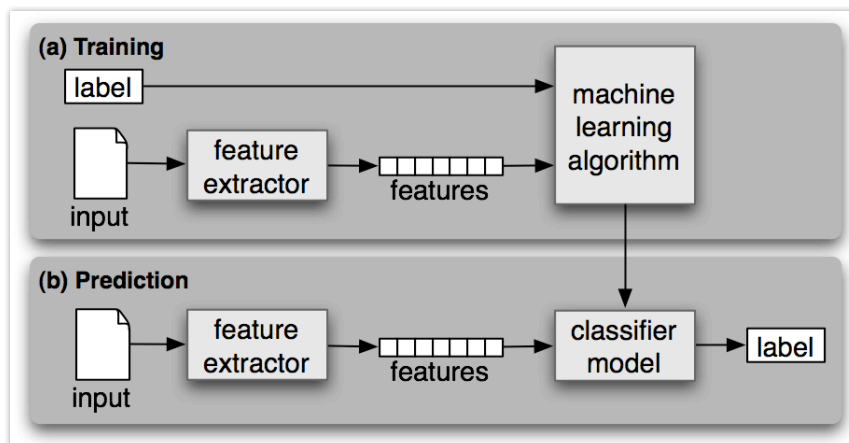 (a) Training
label
input
feature
extractor
features
machine
learning
algorithm
(b) Prediction
input
feature
extractor
features
classifier
model
label